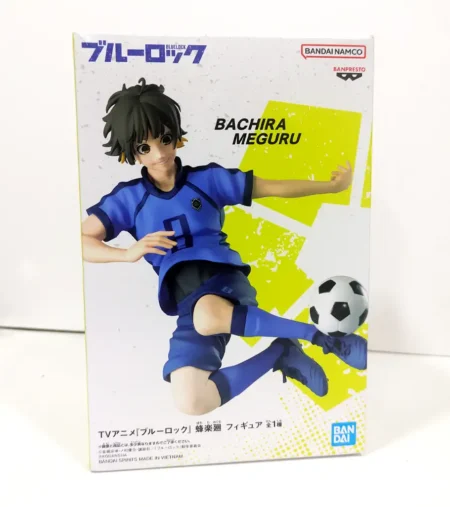 ブルーロック
BLUELOCK
BANDAI NAMCO
BANPRESTO
BACHIRA
MEGURU
TVアニメ『ブルーロック』 蜂楽廻 フィギュア 全1種
BANDAI SPIRITS MADE IN VIETNAM
BAN
DAI